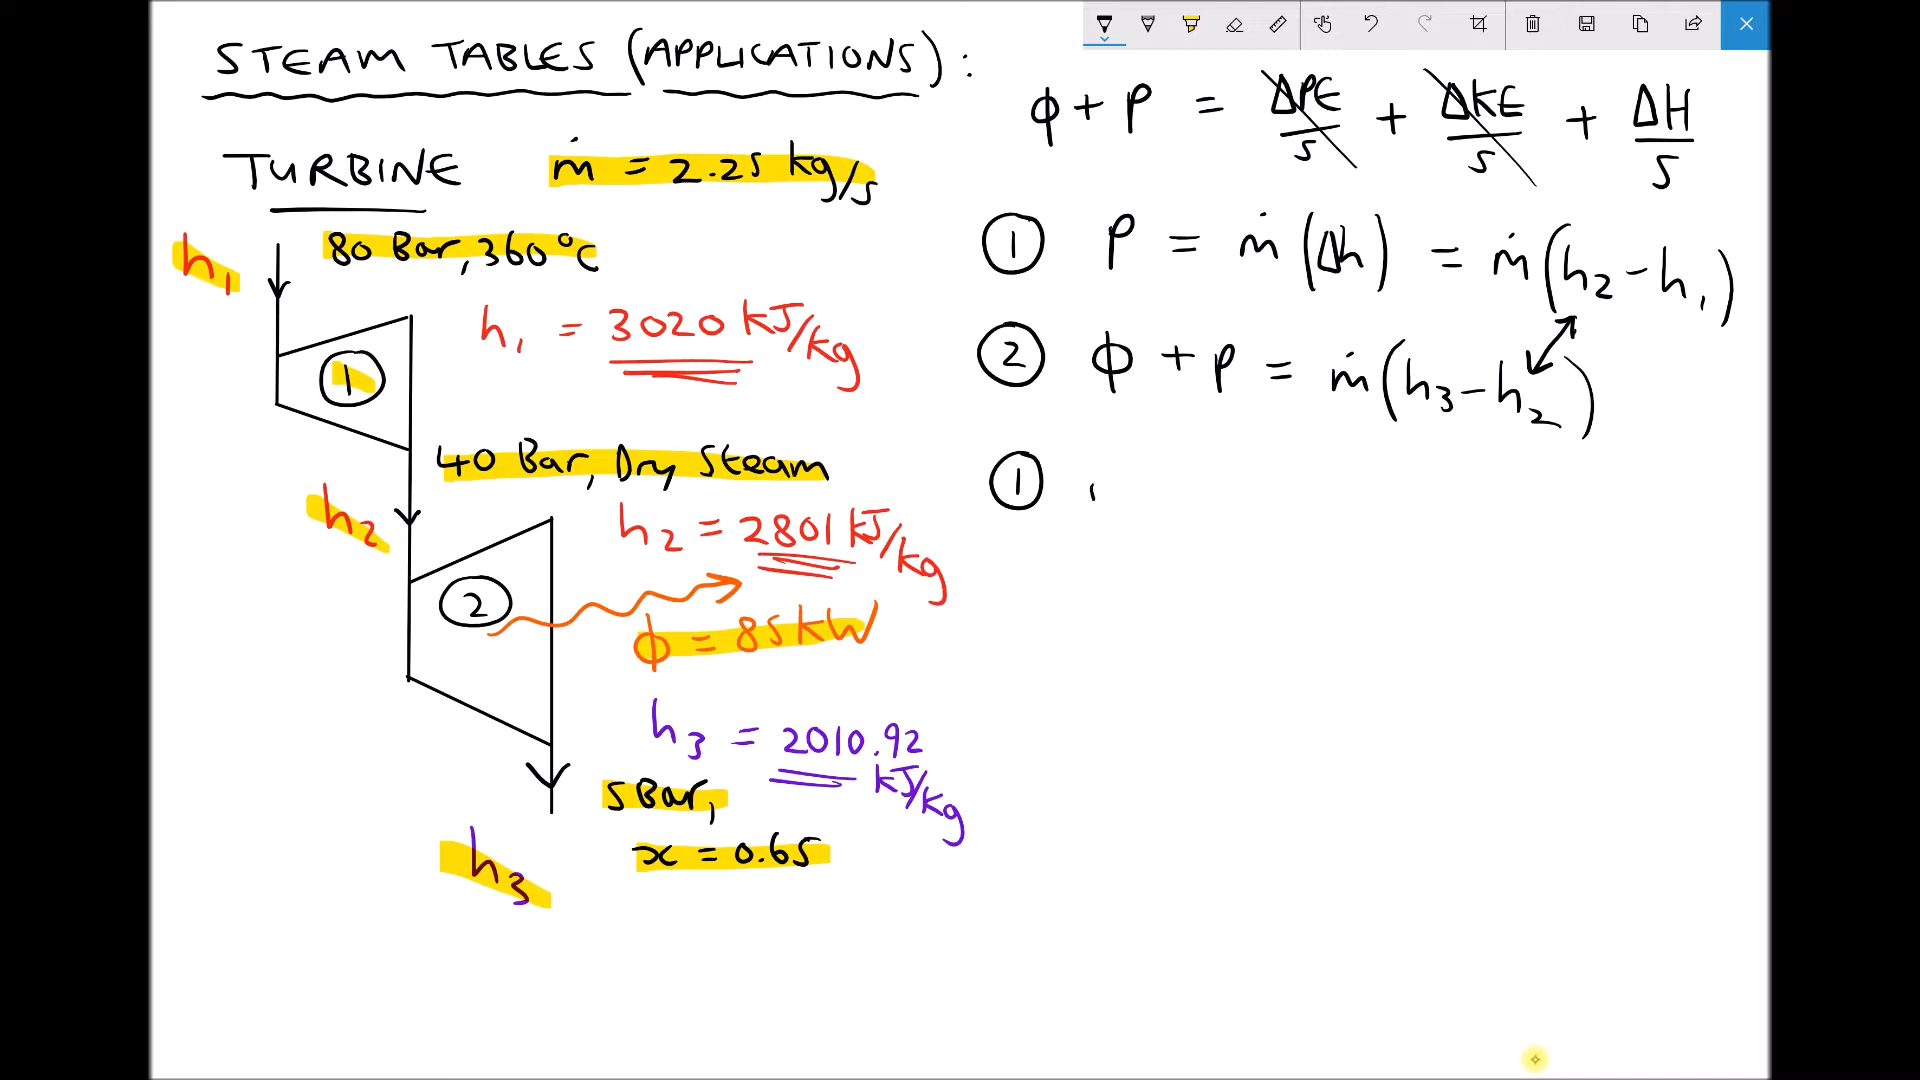 STEAM TABLES (APPLICATIONS):
TURBINE ṁ = 2.25 kg/s
h₁ 80 Bar, 360°C
h₁ = 3020 kJ/kg
1
40 Bar, Dry Steam
h₂ h₂ = 2801 kJ/kg
2
ϕ = 85 kW
h₃ = 2010.92 kJ/kg
5 Bar,
x = 0.65
h₃
ϕ + P = ΔPE/s + ΔKE/s + ΔH/s
① P = ṁ(Δh) = ṁ(h₂ - h₁)
② ϕ + P = ṁ(h₃ - h₂)
①